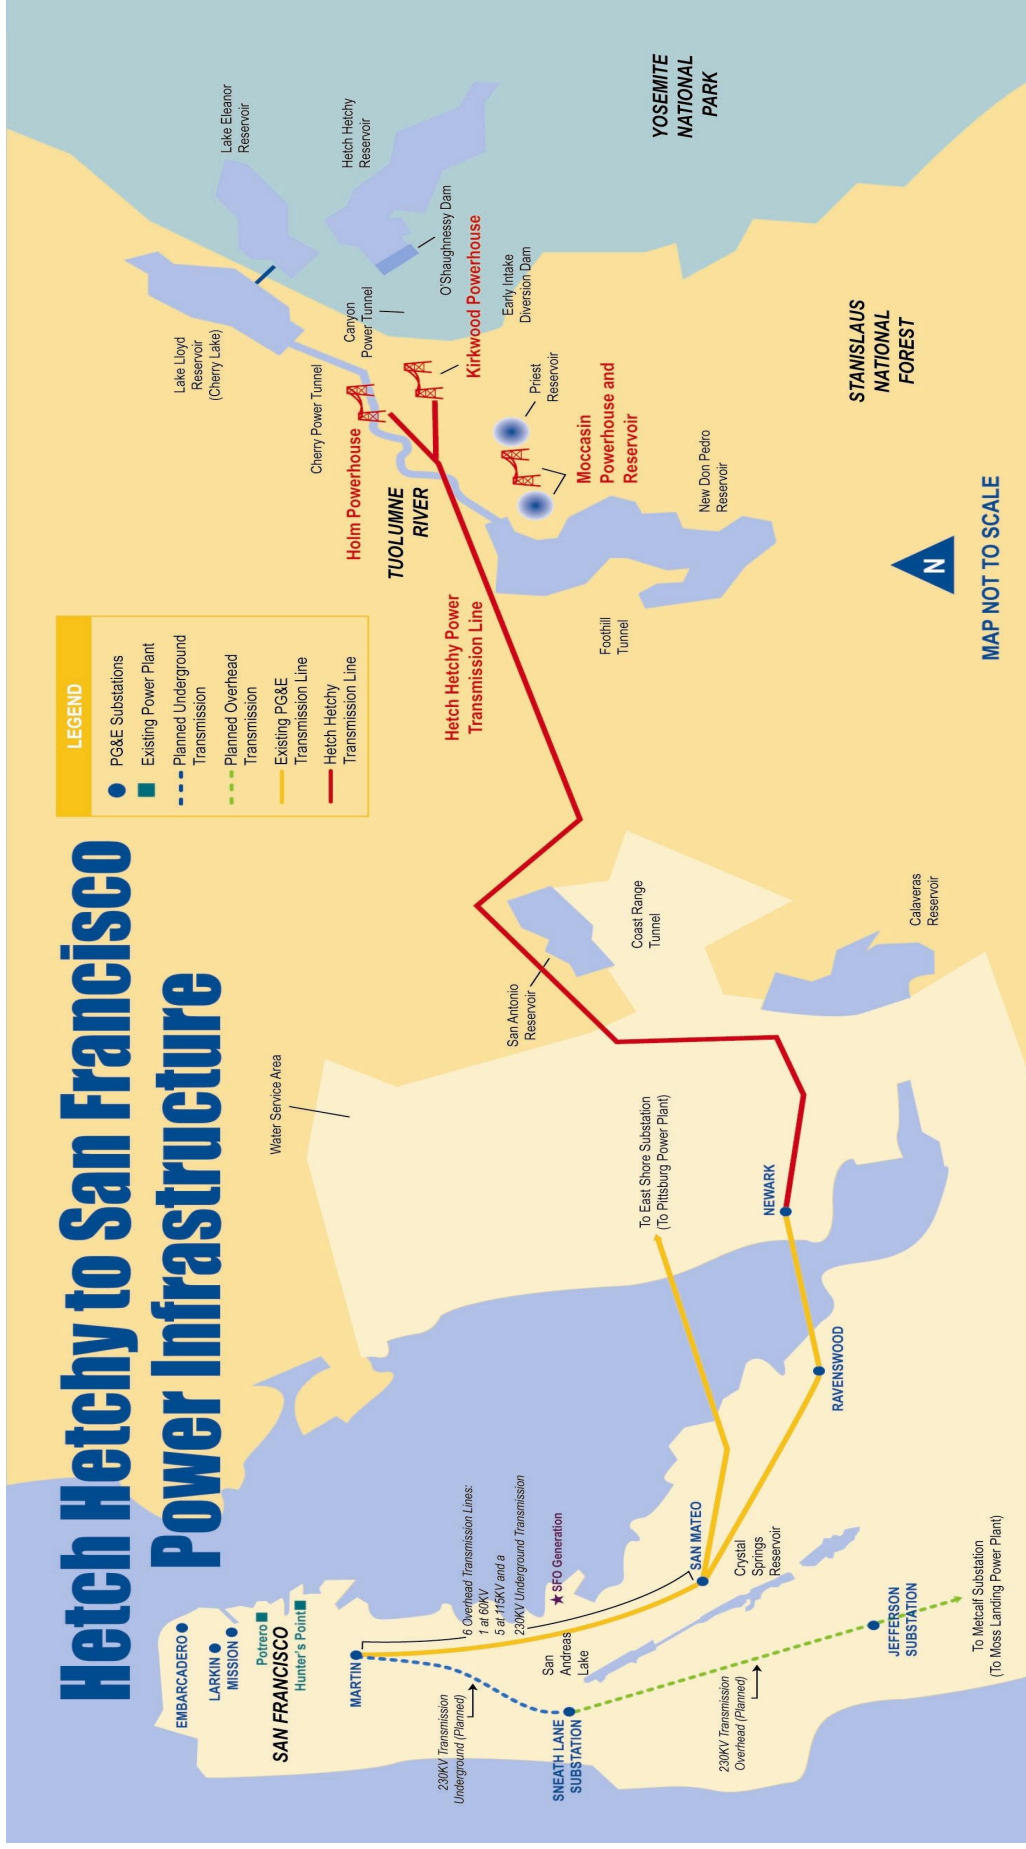 Hetch Hetchy to San Francisco
Power Infrastructure
LEGEND
PG&E Substations
Existing Power Plant
Planned Underground
Transmission
Planned Overhead
Transmission
Existing PG&E
Transmission Line
Hetch Hetchy
Transmission Line
Lake Eleanor
Reservoir
Hetch Hetchy
Reservoir
YOSEMITE
NATIONAL
PARK
Lake Lloyd
Reservoir
(Cherry Lake)
O'Shaughnessy Dam
Canyon
Power Tunnel
Kirkwood Powerhouse
Early Intake
Diversion Dam
Cherry Power Tunnel
Holm Powerhouse
TUOLUMNE
RIVER
Priest
Reservoir
Moccasin
Powerhouse and
Reservoir
STANISLAUS
NATIONAL
FOREST
New Don Pedro
Reservoir
Foothill
Tunnel
Hetch Hetchy Power
Transmission Line
N
MAP NOT TO SCALE
Water Service Area
San Antonio
Reservoir
Coast Range
Tunnel
Calaveras
Reservoir
To East Shore Substation
(To Pittsburg Power Plant)
NEWARK
RAVENSWOOD
EMBARCADERO
LARKIN
MISSION
Potrero
Hunter's Point
SAN FRANCISCO
MARTIN
6 Overhead Transmission Lines:
1 at 60KV
5 at 115KV and a
230KV Underground Transmission
SFO Generation
San
Andreas
Lake
SAN MATEO
Crystal
Springs
Reservoir
230KV Transmission
Underground (Planned)
SNEATH LANE
SUBSTATION
230KV Transmission
Overhead (Planned)
JEFFERSON
SUBSTATION
To Metcalf Substation
(To Moss Landing Power Plant)